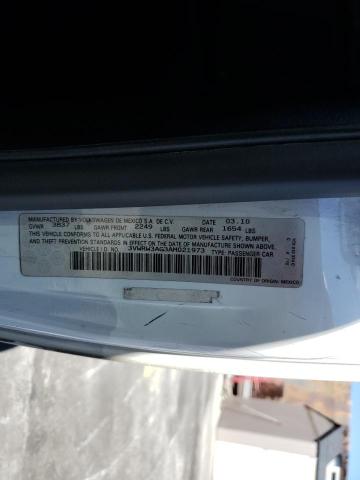 MANUFACTURED BY VOLKSWAGEN DE MEXICO S.A. DE C.V. DATE 03.10
GVWR 3837 LBS GAWR FRONT 2249 LBS GAWR REAR 1654 LBS
THIS VEHICLE CONFORMS TO ALL APPLICABLE U.S. FEDERAL MOTOR VEHICLE SAFETY, BUMPER,
AND THEFT PREVENTION STANDARDS IN EFFECT ON THE DATE OF MANUFACTURE SHOWN ABOVE.
VEHICLE I.D. NO.: 3VWRW3AG3AM021973 TYPE: PASSENGER CAR
COUNTRY OF ORIGIN: MEXICO